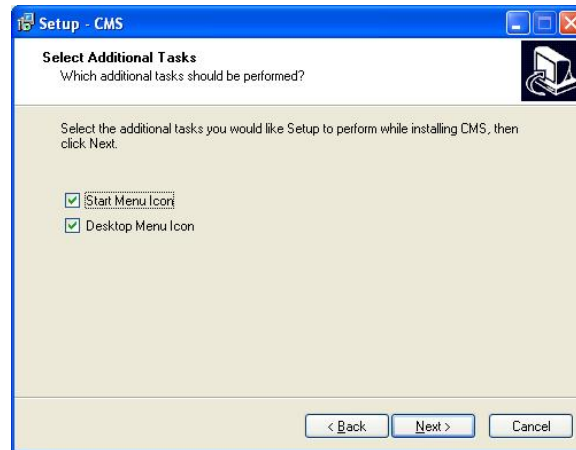 Setup - CMS
Select Additional Tasks
Which additional tasks should be performed?
Select the additional tasks you would like Setup to perform while installing CMS, then
click Next.
Start Menu Icon
Desktop Menu Icon
< Back
Next >
Cancel